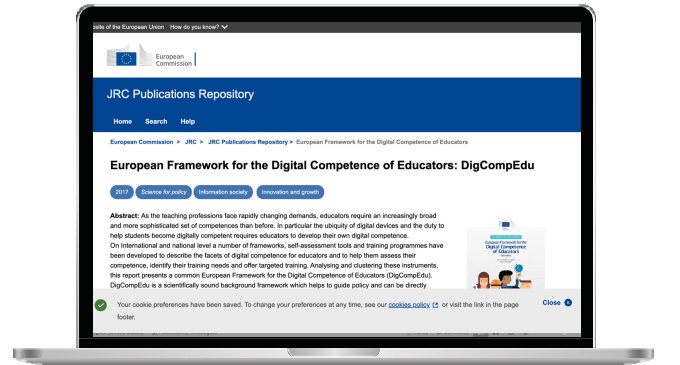 osite of the European Union How do you know?
European
Commission
JRC Publications Repository
Home Search Help
European Commission > JRC > JRC Publications Repository > European Framework for the Digital Competence of Educators
European Framework for the Digital Competence of Educators: DigCompEdu
2017 Science for policy Information society Innovation and growth
Abstract: As the teaching professions face rapidly changing demands, educators require an increasingly broad
and more sophisticated set of competences than before. In particular the ubiquity of digital devices and the duty to
help students become digitally competent requires educators to develop their own digital competence.
On International and national level a number of frameworks, self-assessment tools and training programmes have
been developed to describe the facets of digital competence for educators and to help them assess their
competence, identify their training needs and offer targeted training. Analysing and clustering these instruments,
this report presents a common European Framework for the Digital Competence of Educators (DigCompEdu).
DigCompEdu is a scientifically sound background framework which helps to guide policy and can be directly
European Framework for the
Digital Competence
of Educators
Your cookie preferences have been saved. To change your preferences at any time, see our cookies policy or visit the link in the page
footer.
Close